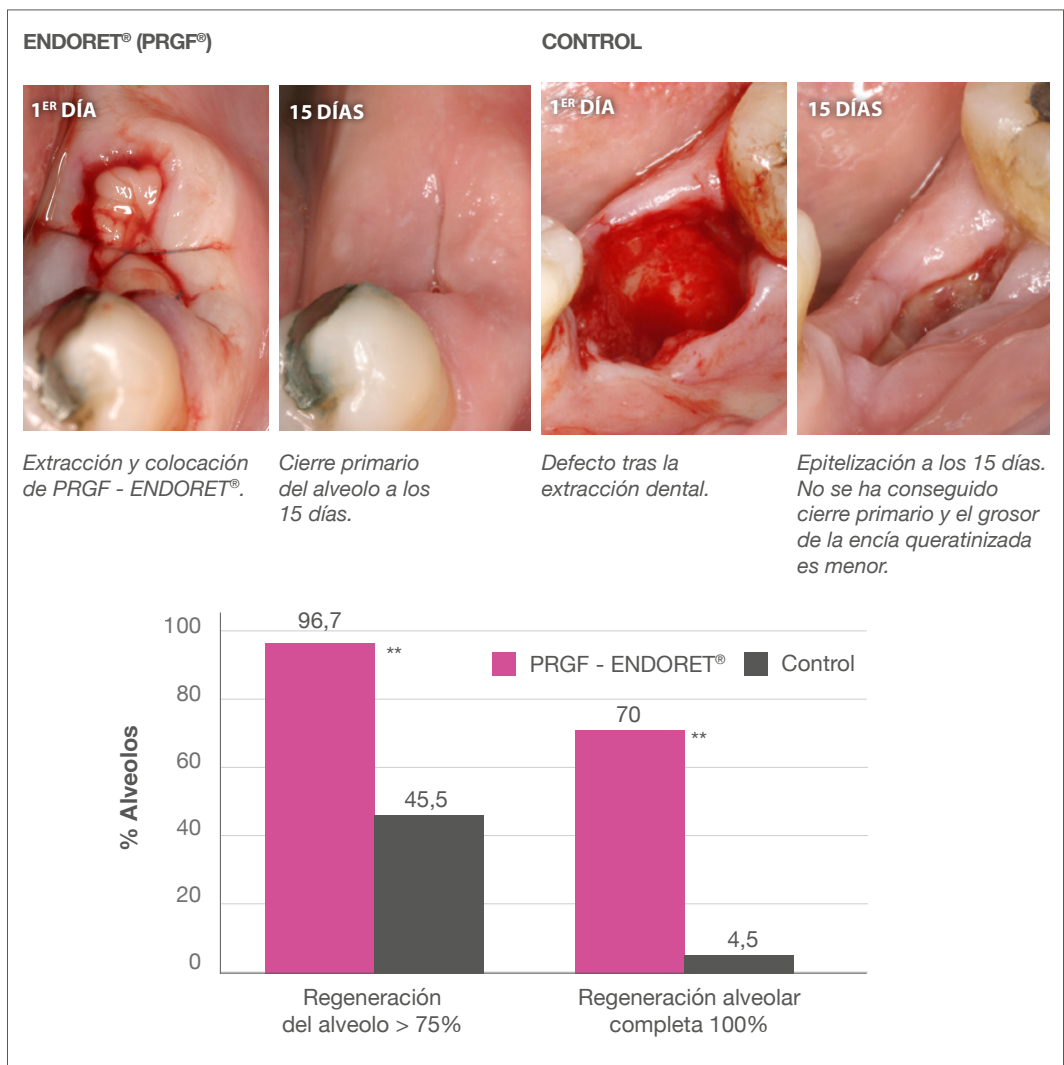 ENDORET® (PRGF®)
CONTROL
1ER DÍA
15 DÍAS
1ER DÍA
15 DÍAS
Extracción y colocación
de PRGF - ENDORET®.
Cierre primario
del alveolo a los
15 días.
Defecto tras la
extracción dental.
Epitelización a los 15 días.
No se ha conseguido
cierre primario y el grosor
de la encía queratinizada
es menor.
% Alveolos
100
80
60
40
20
0
96,7
**
45,5
PRGF - ENDORET®
Control
70
**
4,5
Regeneración
del alveolo > 75%
Regeneración alveolar
completa 100%